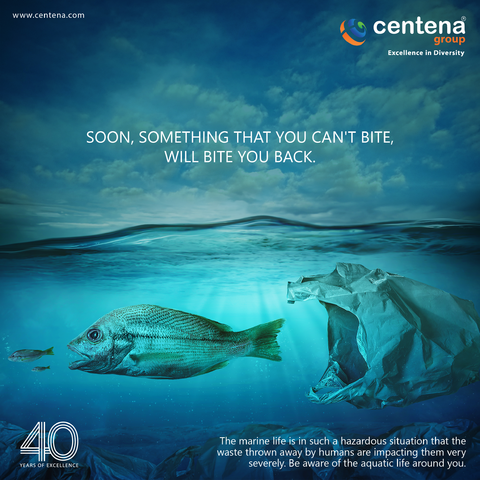 www.centena.com
centena®
group
Excellence in Diversity
SOON, SOMETHING THAT YOU CAN'T BITE,
WILL BITE YOU BACK.
40
YEARS OF EXCELLENCE
The marine life is in such a hazardous situation that the
waste thrown away by humans are impacting them very
severely. Be aware of the aquatic life around you.